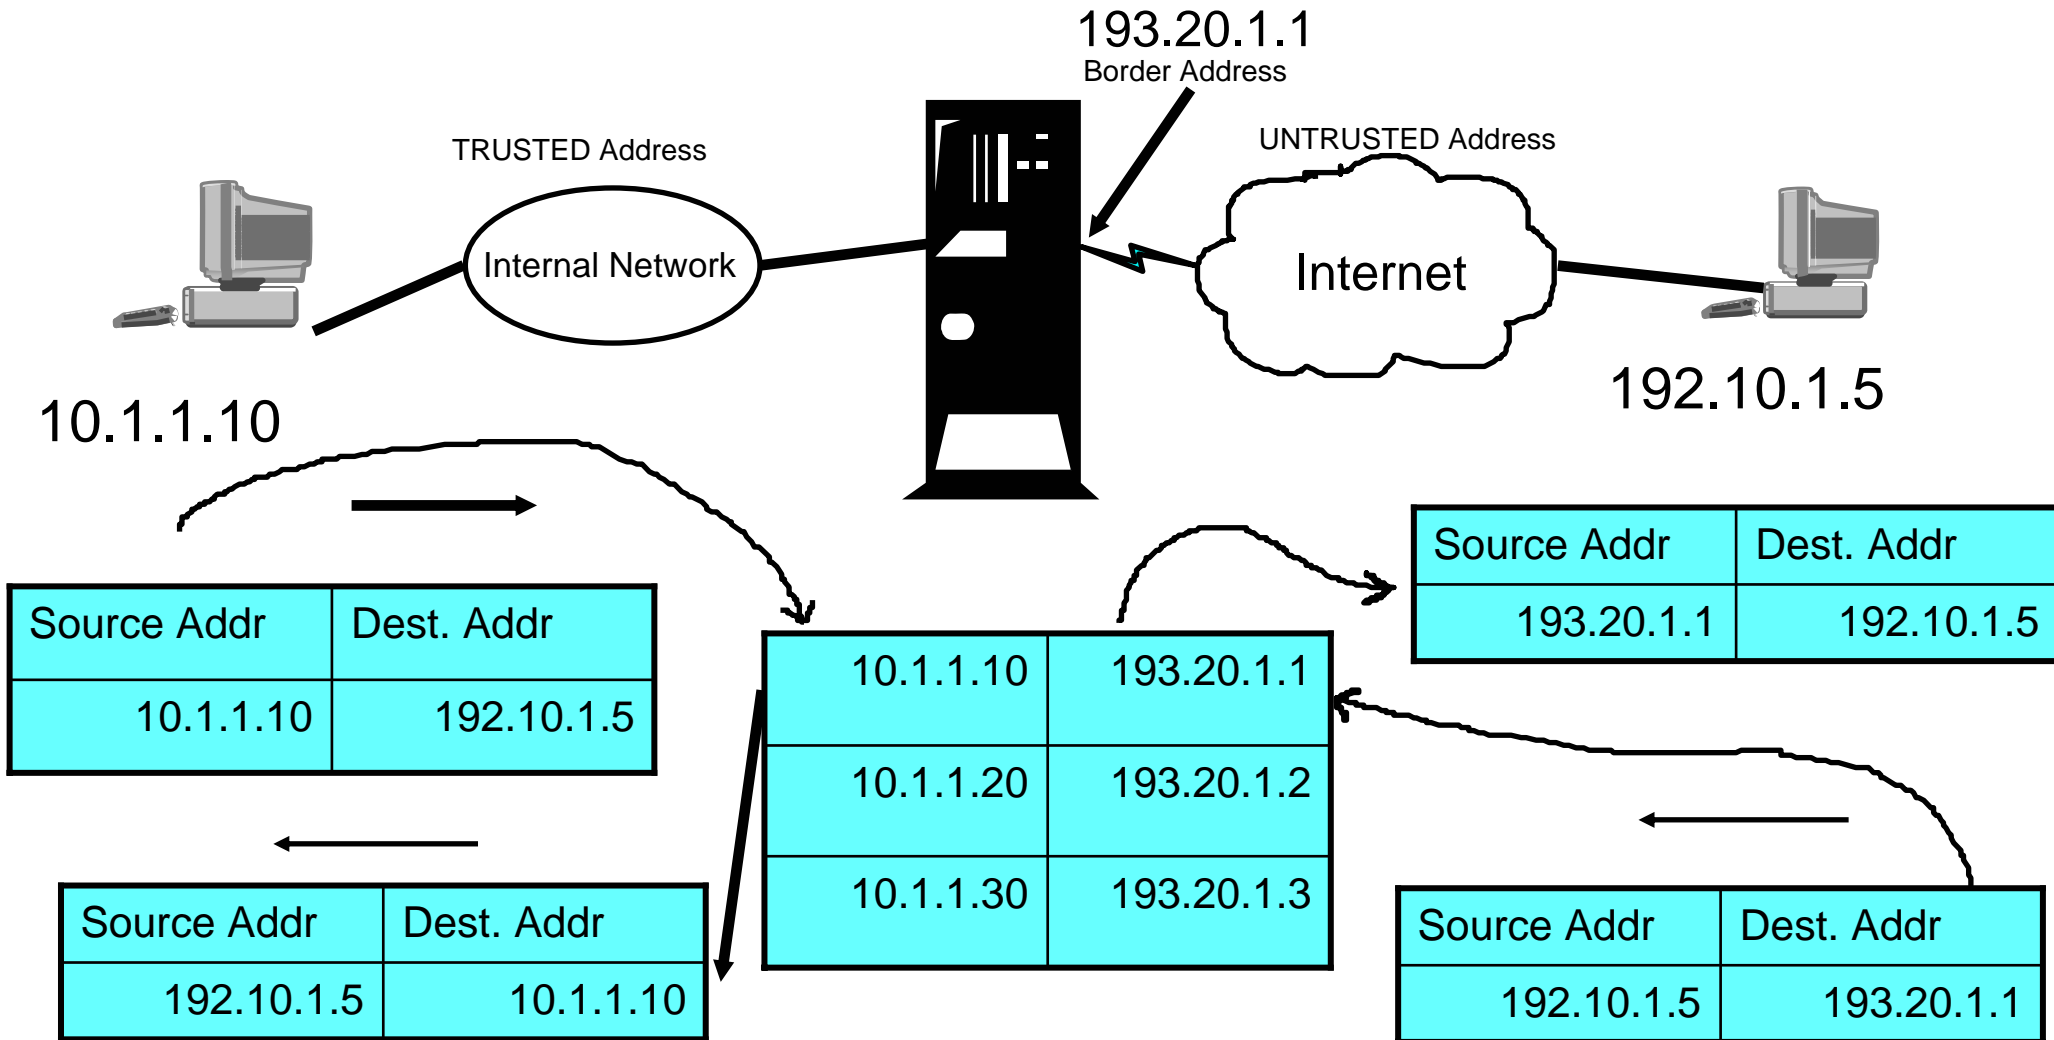 193.20.1.1
Border Address
TRUSTED Address
UNTRUSTED Address
Internal Network
Internet
10.1.1.10
192.10.1.5
Source Addr Dest. Addr
10.1.1.10 192.10.1.5
10.1.1.10 193.20.1.1
10.1.1.20 193.20.1.2
10.1.1.30 193.20.1.3
Source Addr Dest. Addr
193.20.1.1 192.10.1.5
Source Addr Dest. Addr
192.10.1.5 10.1.1.10
Source Addr Dest. Addr
192.10.1.5 193.20.1.1